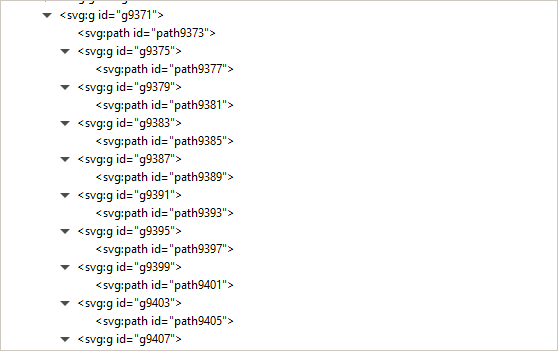 <svg:g id="g9371">
<svg:path id="path9373">
<svg:g id="g9375">
<svg:path id="path9377">
<svg:g id="g9379">
<svg:path id="path9381">
<svg:g id="g9383">
<svg:path id="path9385">
<svg:g id="g9387">
<svg:path id="path9389">
<svg:g id="g9391">
<svg:path id="path9393">
<svg:g id="g9395">
<svg:path id="path9397">
<svg:g id="g9399">
<svg:path id="path9401">
<svg:g id="g9403">
<svg:path id="path9405">
<svg:g id="g9407">